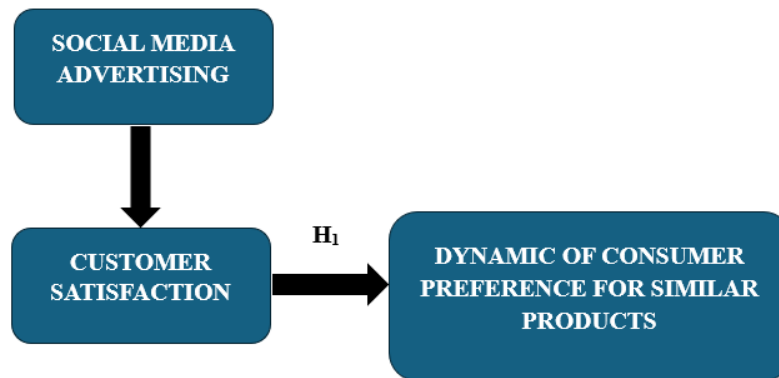 SOCIAL MEDIA
ADVERTISING
CUSTOMER
SATISFACTION
H₁
DYNAMIC OF CONSUMER
PREFERENCE FOR SIMILAR
PRODUCTS